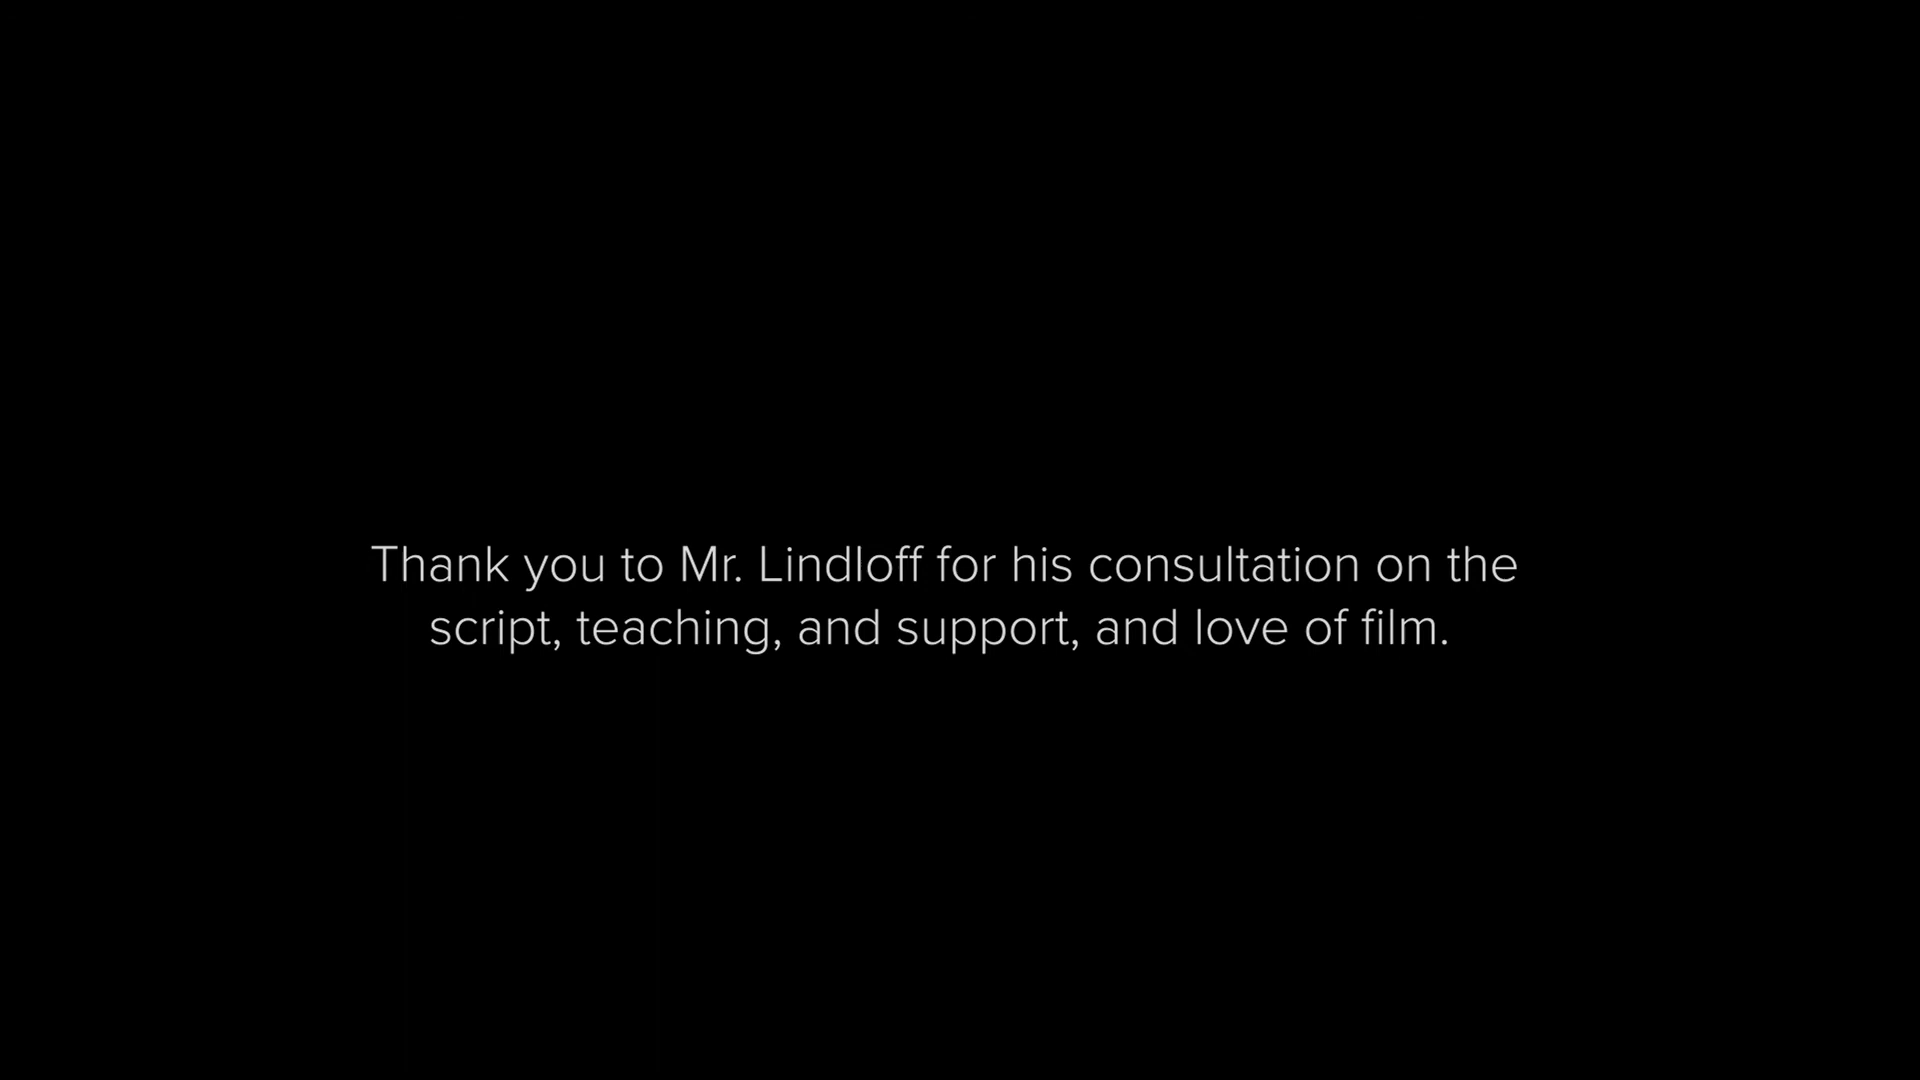 Thank you to Mr. Lindloff for his consultation on the
script, teaching, and support, and love of film.